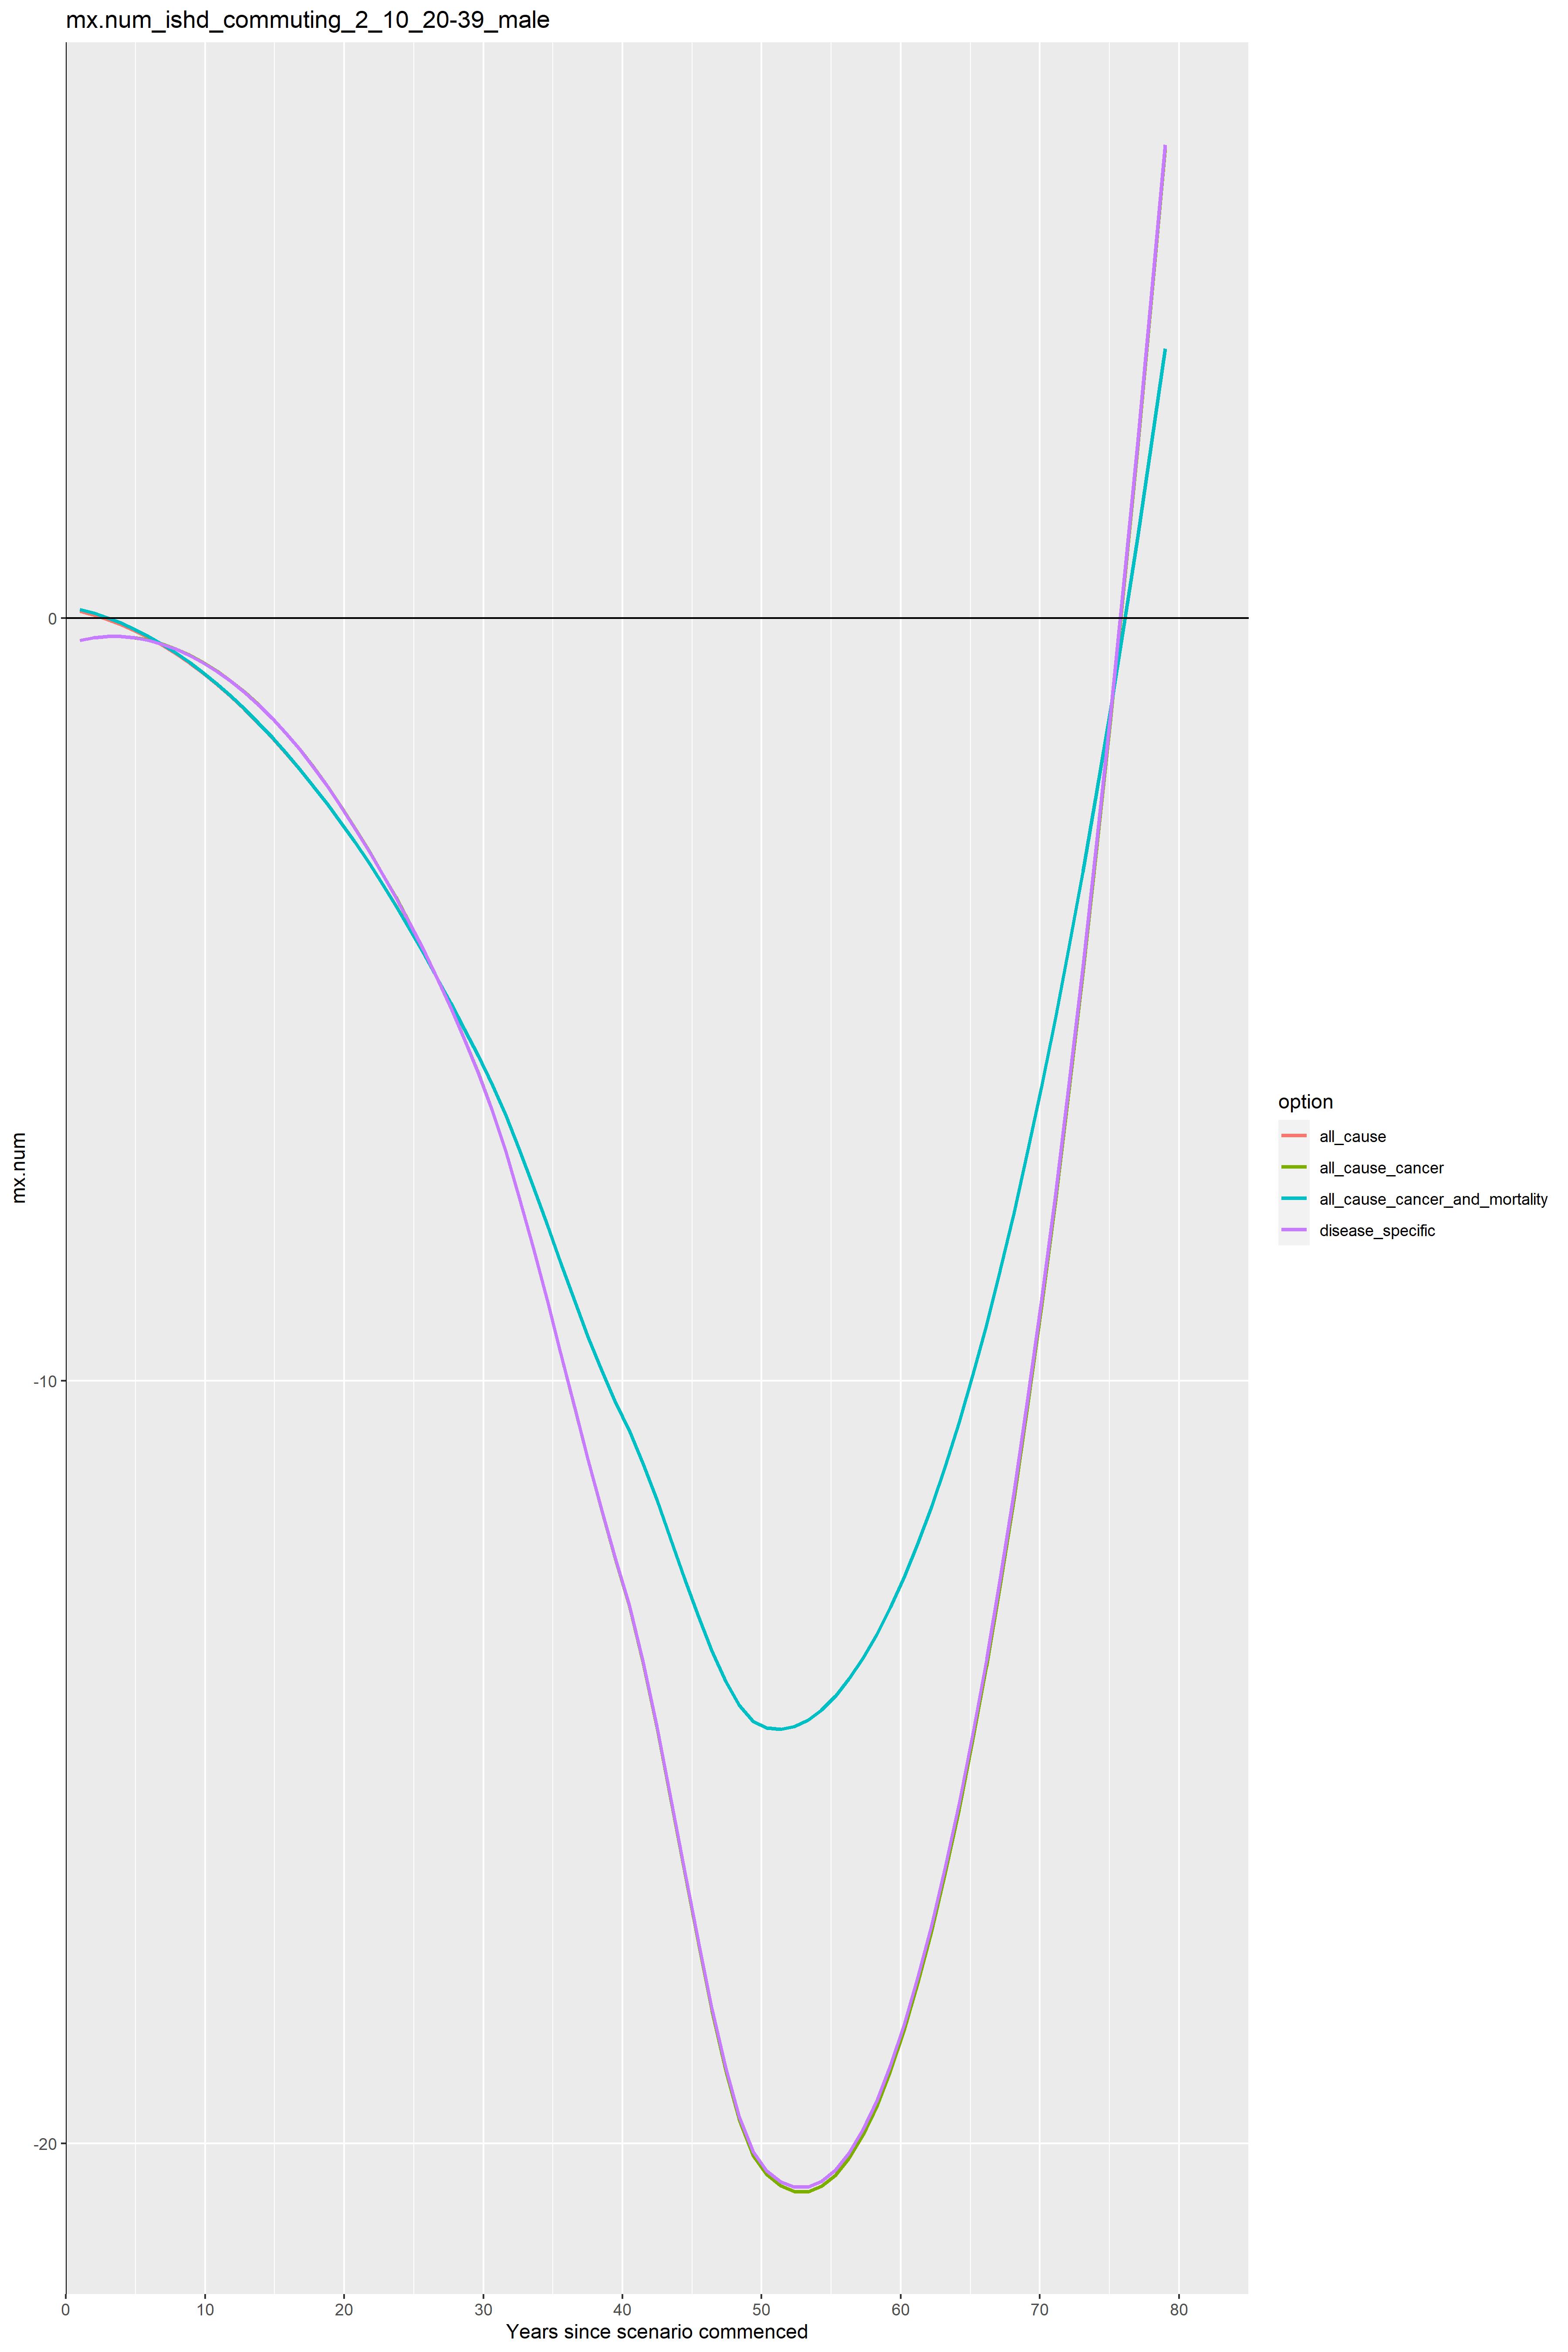 mx.num_ishd_commuting_2_10_20-39_male
mx.num
0
-10
-20
0 10 20 30 40 50 60 70 80
Years since scenario commenced
option
all_cause
all_cause_cancer
all_cause_cancer_and_mortality
disease_specific